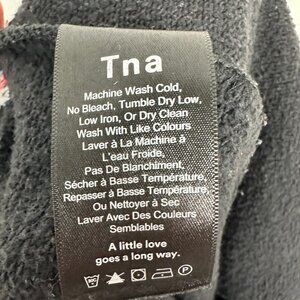 Tna
Machine Wash Cold,
No Bleach, Tumble Dry Low,
Low Iron, Or Dry Clean
Wash With Like Colours
Laver À La Machine à
L'eau Froide,
Pas De Blanchiment,
Sécher à Basse Température,
Repasser à Basse Température,
Ou Nettoyer à Sec
Laver Avec Des Couleurs
Semblables
A little love
goes a long way.
P